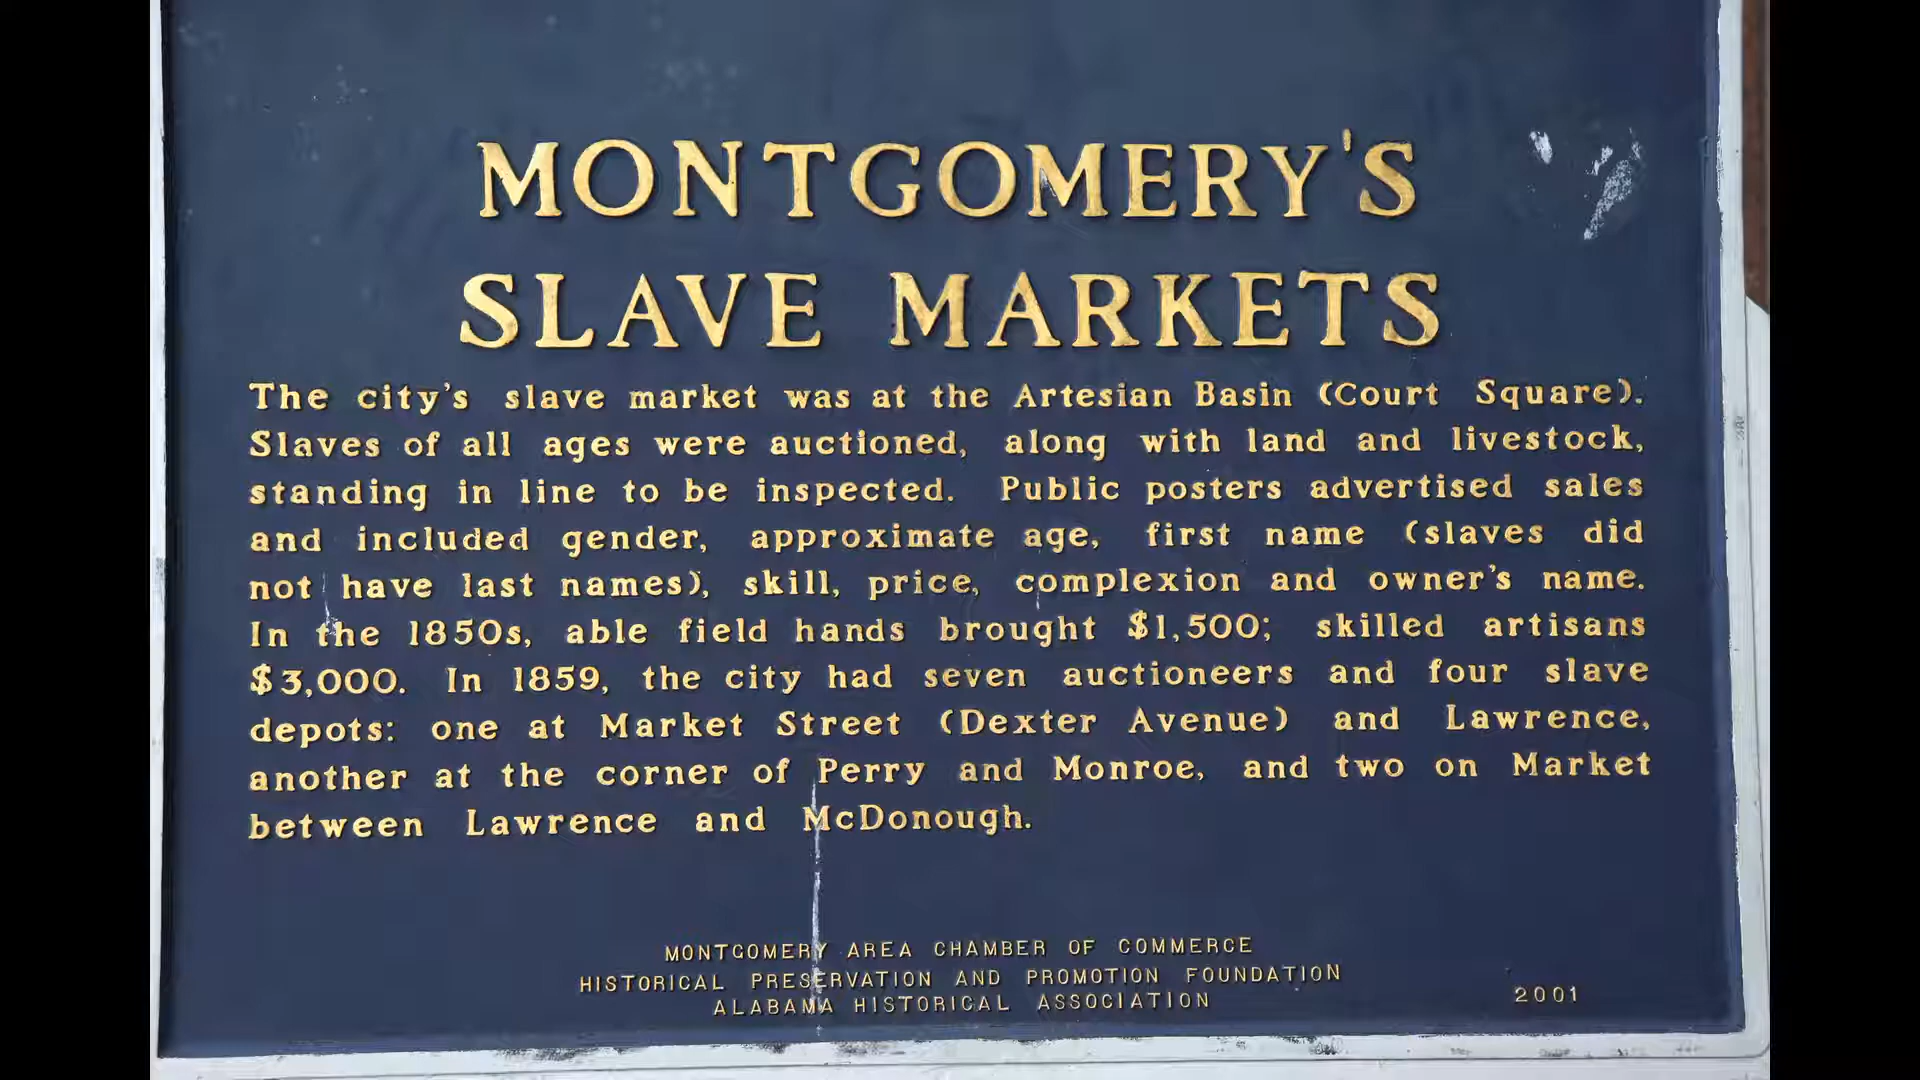 MONTGOMERY'S
SLAVE MARKETS
The city's slave market was at the Artesian Basin (Court Square).
Slaves of all ages were auctioned, along with land and livestock,
standing in line to be inspected. Public posters advertised sales
and included gender, approximate age, first name (slaves did
not have last names), skill, price, complexion and owner's name.
In the 1850s, able field hands brought $1,500; skilled artisans
$3,000. In 1859, the city had seven auctioneers and four slave
depots: one at Market Street (Dexter Avenue) and Lawrence,
another at the corner of Perry and Monroe, and two on Market
between Lawrence and McDonough.
MONTGOMERY AREA CHAMBER OF COMMERCE
HISTORICAL PRESERVATION AND PROMOTION FOUNDATION
ALABAMA HISTORICAL ASSOCIATION
2001